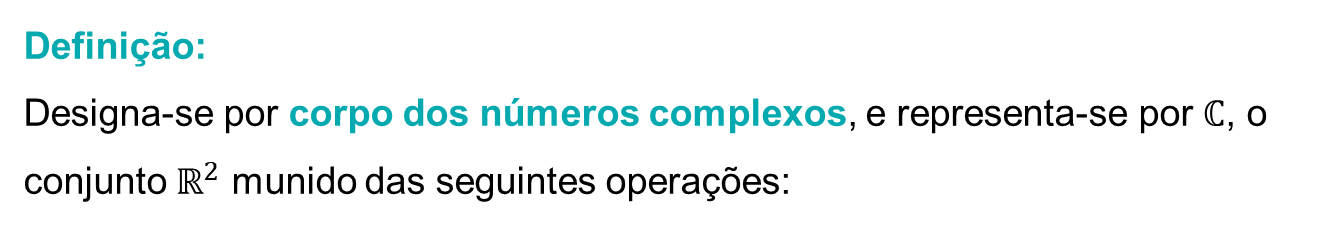 Definição:
Designa-se por corpo dos números complexos, e representa-se por ℂ, o
conjunto ℝ² munido das seguintes operações: